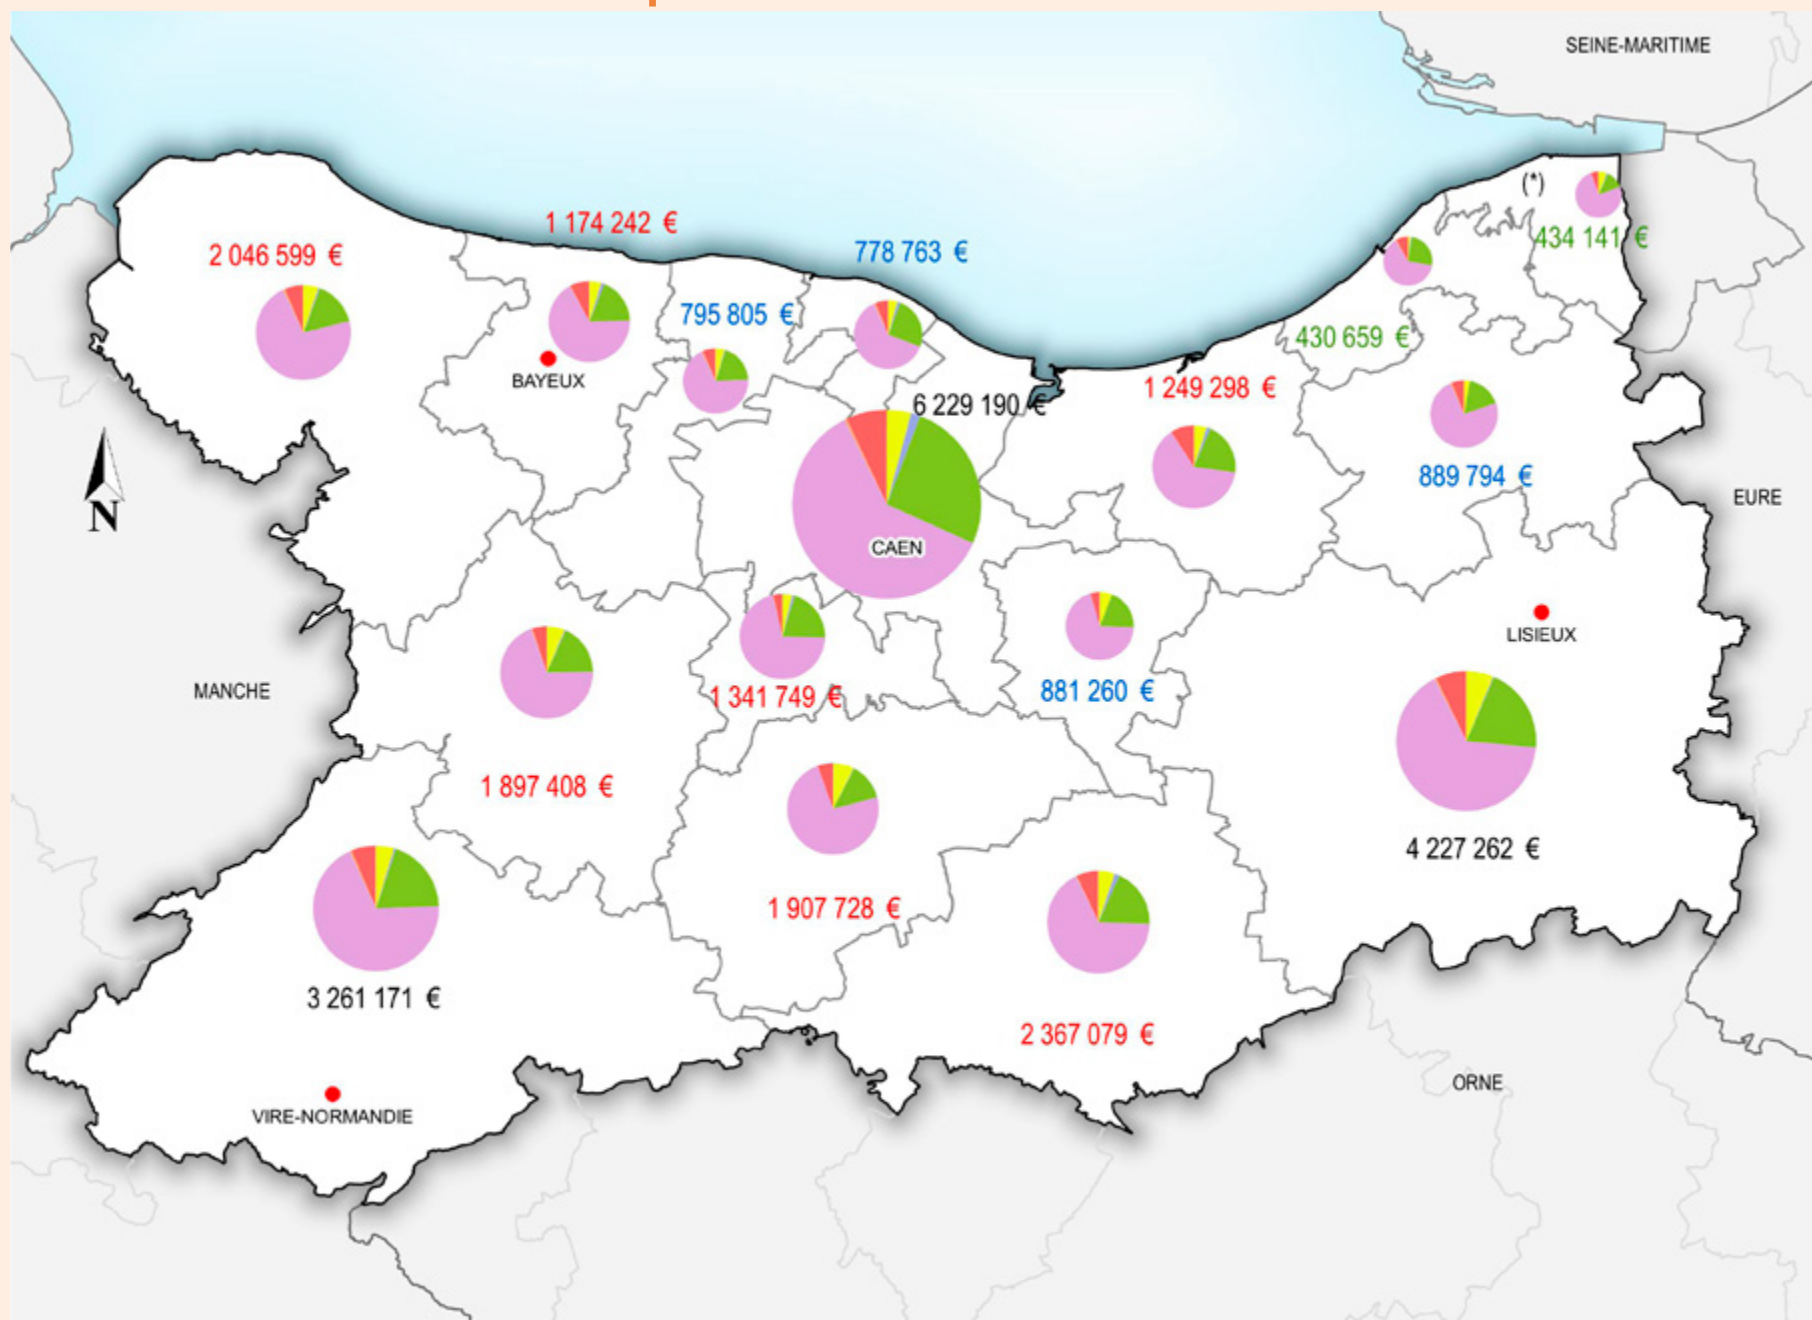 SEINE-MARITIME
(*)
1 174 242 €
434 141 €
2 046 599 €
778 763 €
795 805 €
430 659 €
BAYEUX
1 249 298 €
6 229 190 €
889 794 €
EURE
N
CAEN
LISIEUX
MANCHE
1 341 749 €
881 260 €
1 897 408 €
4 227 262 €
1 907 728 €
3 261 171 €
2 367 079 €
ORNE
VIRE-NORMANDIE